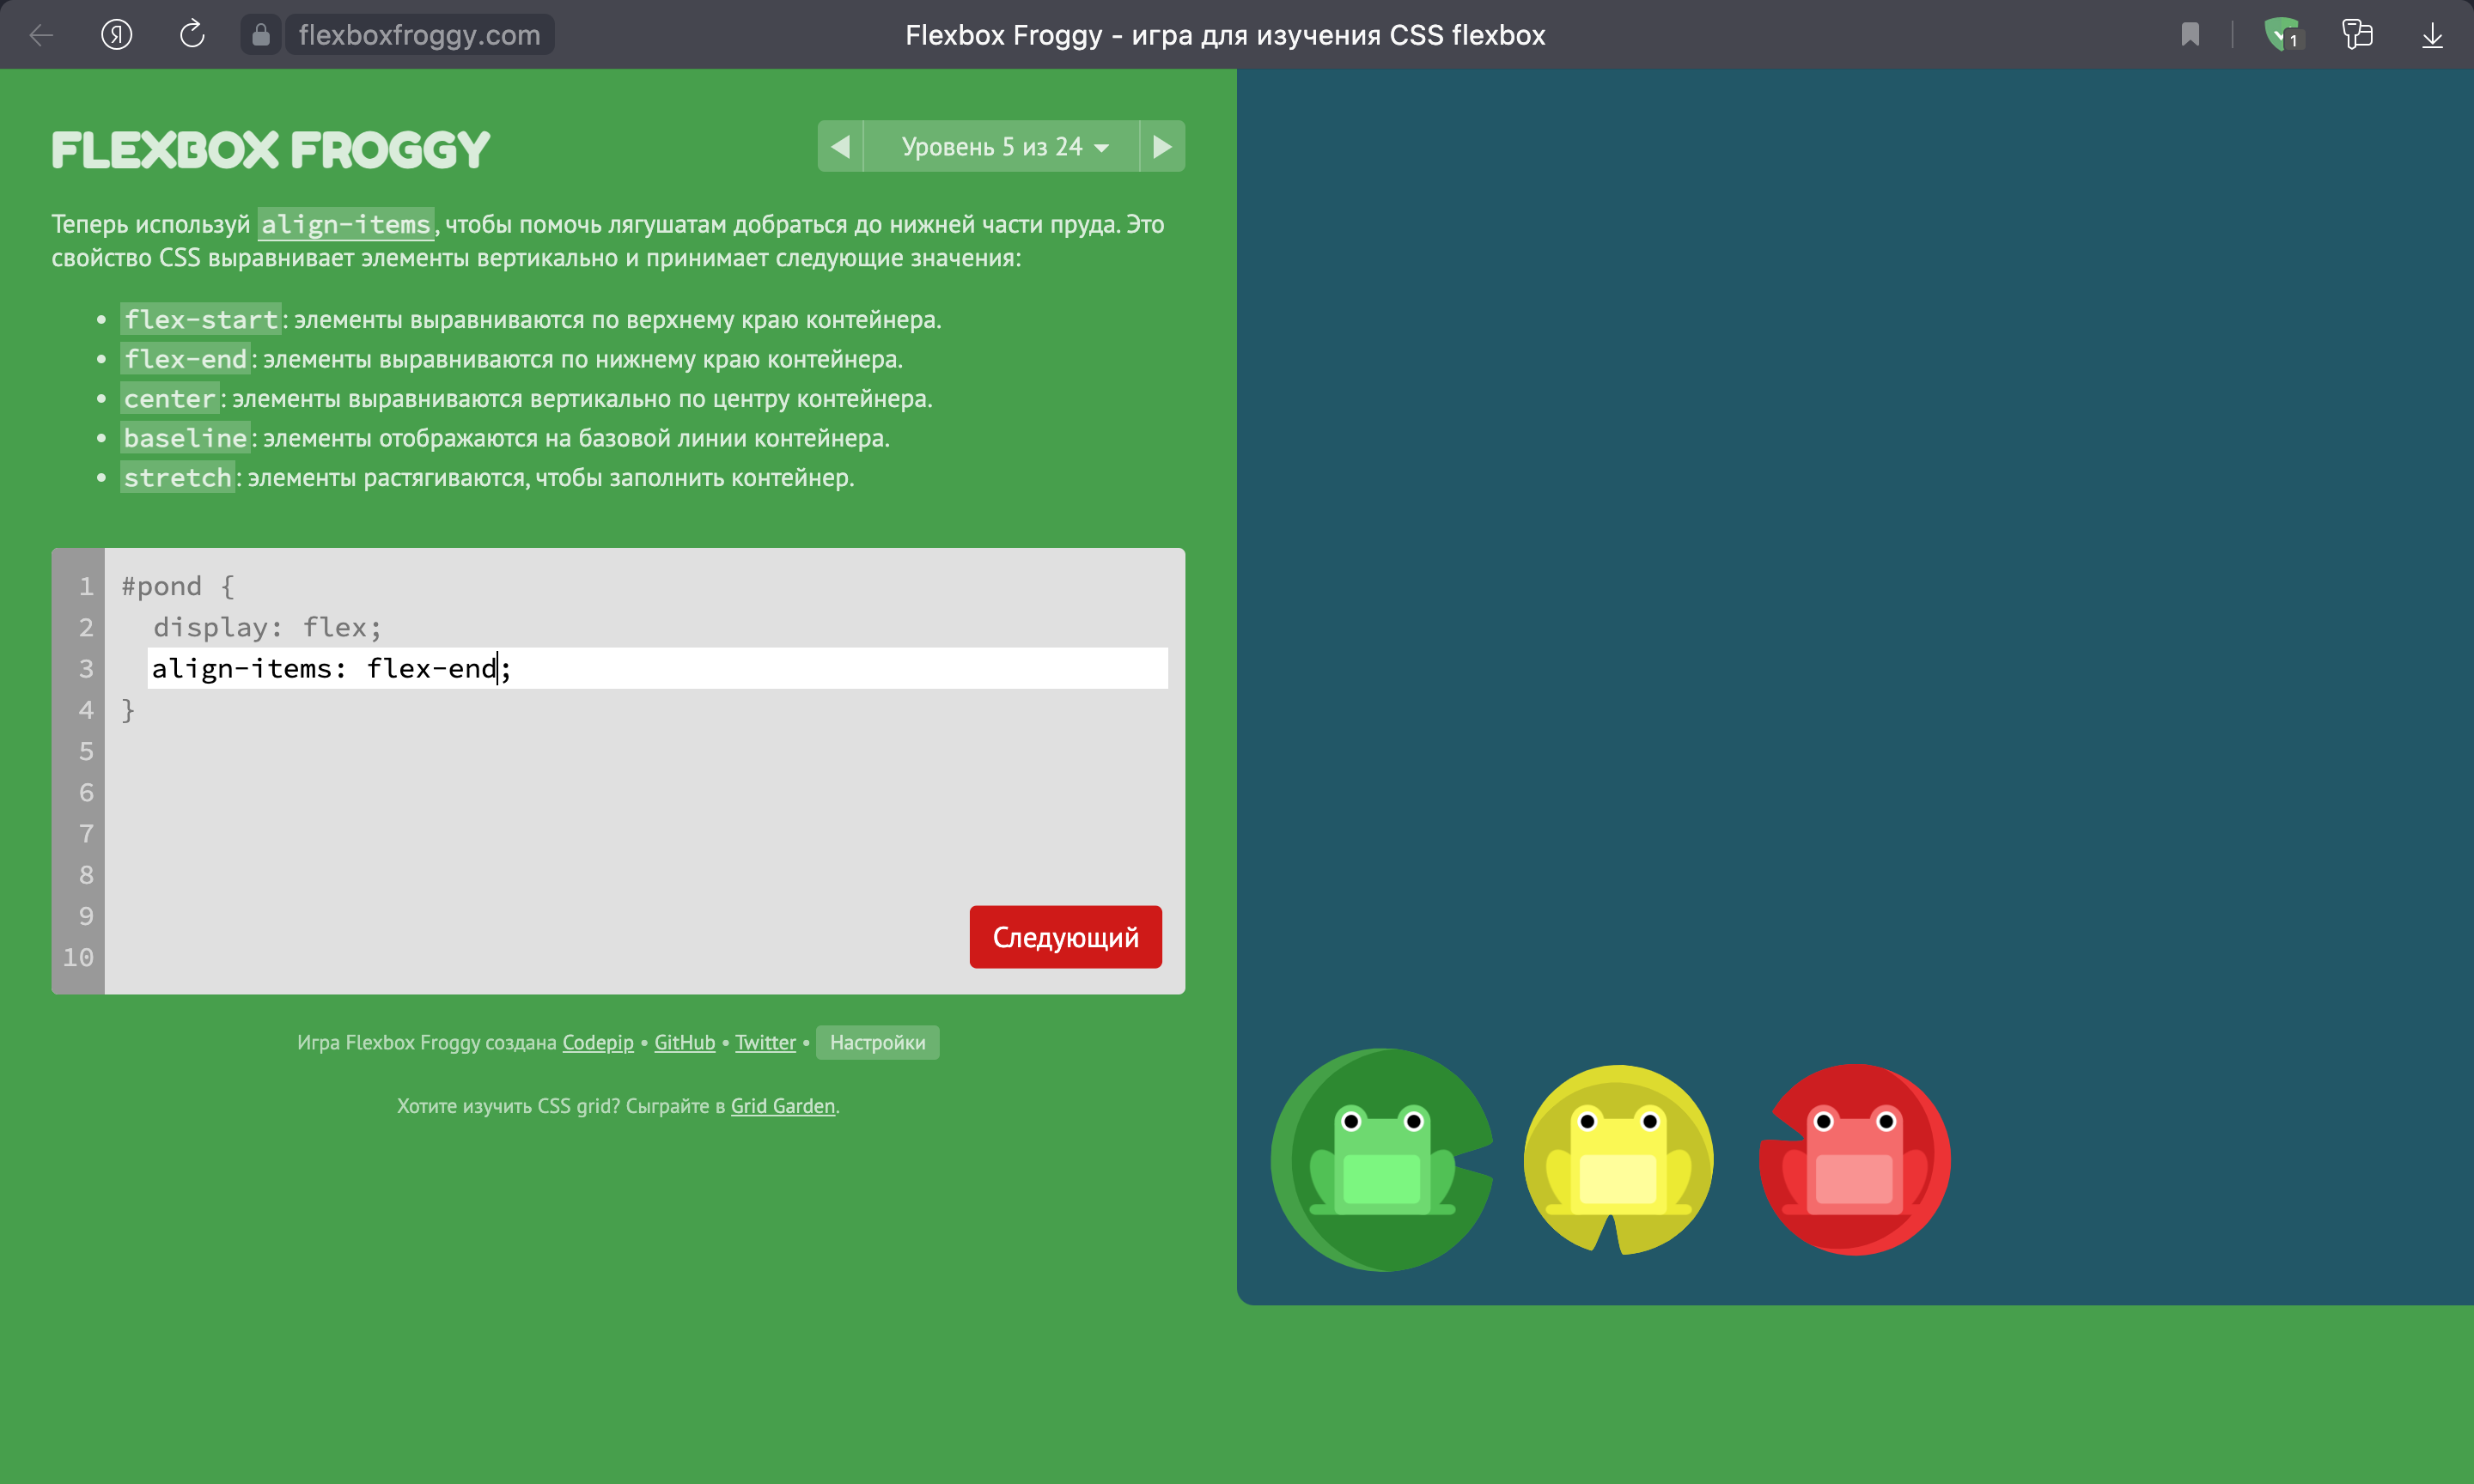 flexboxfroggy.com
Flexbox Froggy - игра для изучения CSS flexbox
1
FLEXBOX FROGGY
Уровень 5 из 24
Теперь используй align-items, чтобы помочь лягушатам добраться до нижней части пруда. Это
свойство CSS выравнивает элементы вертикально и принимает следующие значения:
• flex-start: элементы выравниваются по верхнему краю контейнера.
• flex-end: элементы выравниваются по нижнему краю контейнера.
• center: элементы выравниваются вертикально по центру контейнера.
• baseline: элементы отображаются на базовой линии контейнера.
• stretch: элементы растягиваются, чтобы заполнить контейнер.
1 #pond {
2 display: flex;
3 align-items: flex-end;
4 }
5
6
7
8
9
10
Следующий
Игра Flexbox Froggy создана Codepip • GitHub • Twitter • Настройки
Хотите изучить CSS grid? Сыграйте в Grid Garden.